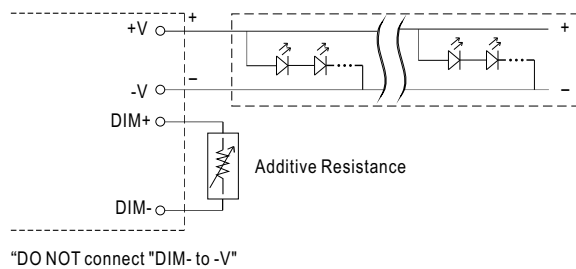 +V
+
-V
−
+
−
DIM+
Additive Resistance
DIM-
“DO NOT connect "DIM- to -V"